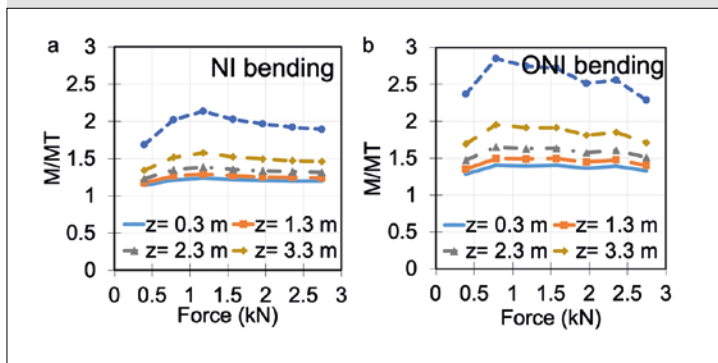 a
3
NI bending
2.5
2
1.5
1
0.5
0
M/MT
z= 0.3 m
z= 1.3 m
z= 2.3 m
z= 3.3 m
0 0.5 1 1.5 2 2.5 3
Force (kN)
b
3
ONI bending
2.5
2
1.5
1
0.5
0
M/MT
z= 0.3 m
z= 1.3 m
z= 2.3 m
z= 3.3 m
0 0.5 1 1.5 2 2.5 3
Force (kN)